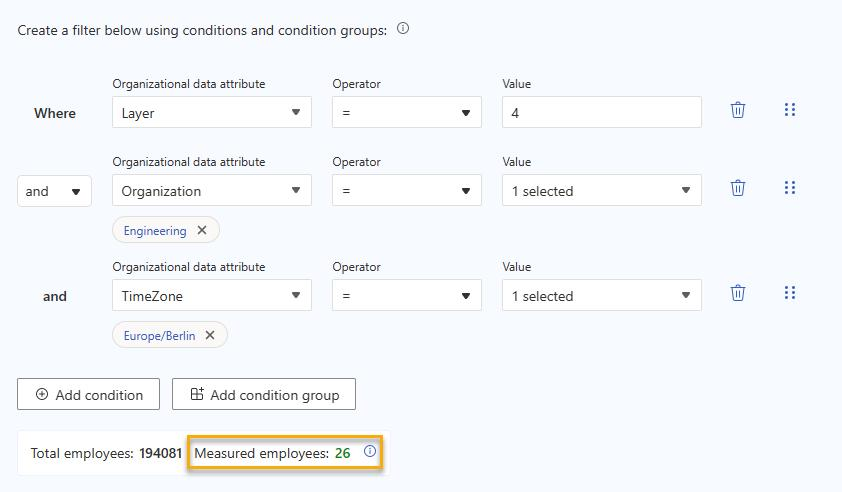 Create a filter below using conditions and condition groups:
Organizational data attribute Operator Value
Where Layer = 4
Organizational data attribute Operator Value
and Organization = 1 selected
Engineering
Organizational data attribute Operator Value
and TimeZone = 1 selected
Europe/Berlin
Add condition Add condition group
Total employees: 194081 Measured employees: 26